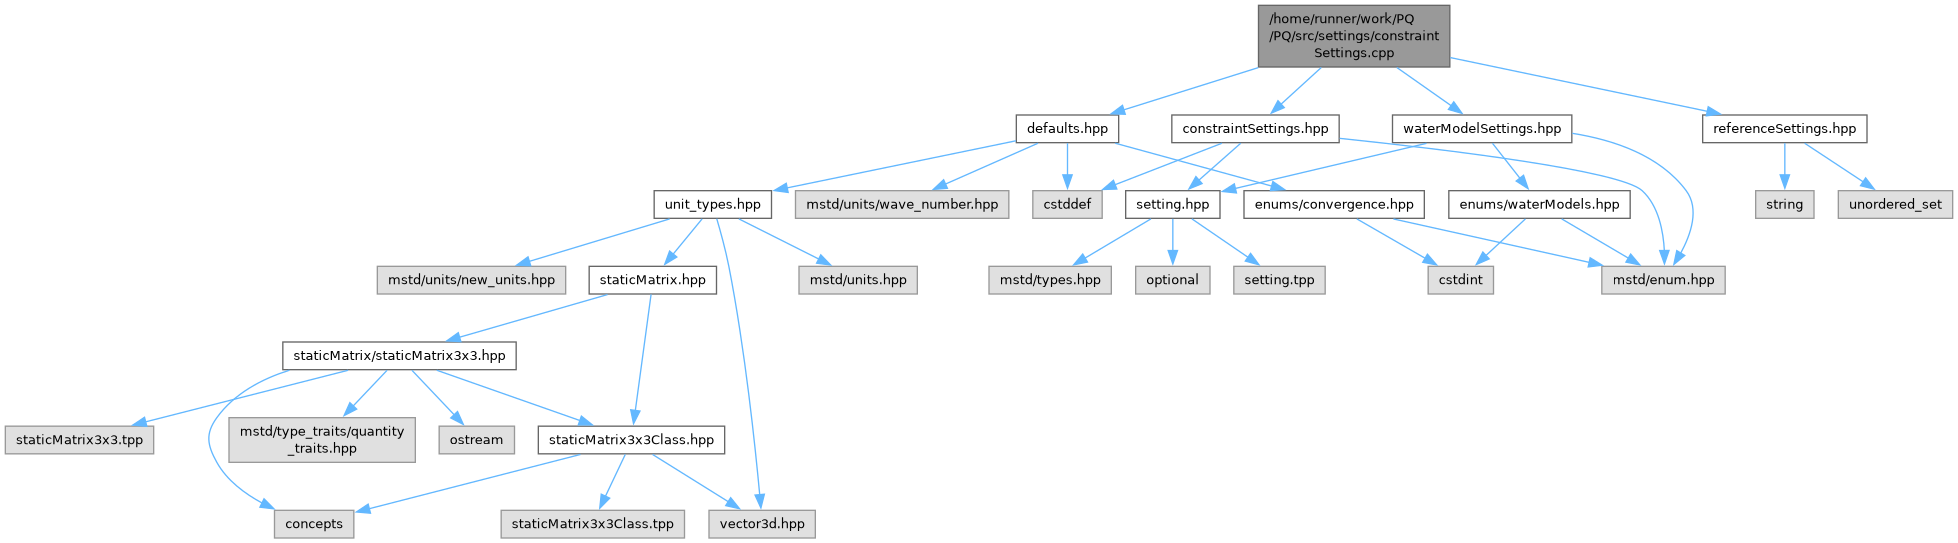 /home/runner/work/PQ
/PQ/src/settings/constraint
Settings.cpp
defaults.hpp
constraintSettings.hpp
waterModelSettings.hpp
referenceSettings.hpp
unit_types.hpp
mstd/units/wave_number.hpp
cstddef
setting.hpp
enums/convergence.hpp
enums/waterModels.hpp
string
unordered_set
mstd/units/new_units.hpp
staticMatrix.hpp
mstd/units.hpp
mstd/types.hpp
optional
setting.tpp
cstdint
mstd/enum.hpp
staticMatrix/staticMatrix3x3.hpp
staticMatrix3x3.tpp
mstd/type_traits/quantity
_traits.hpp
ostream
staticMatrix3x3Class.hpp
concepts
staticMatrix3x3Class.tpp
vector3d.hpp